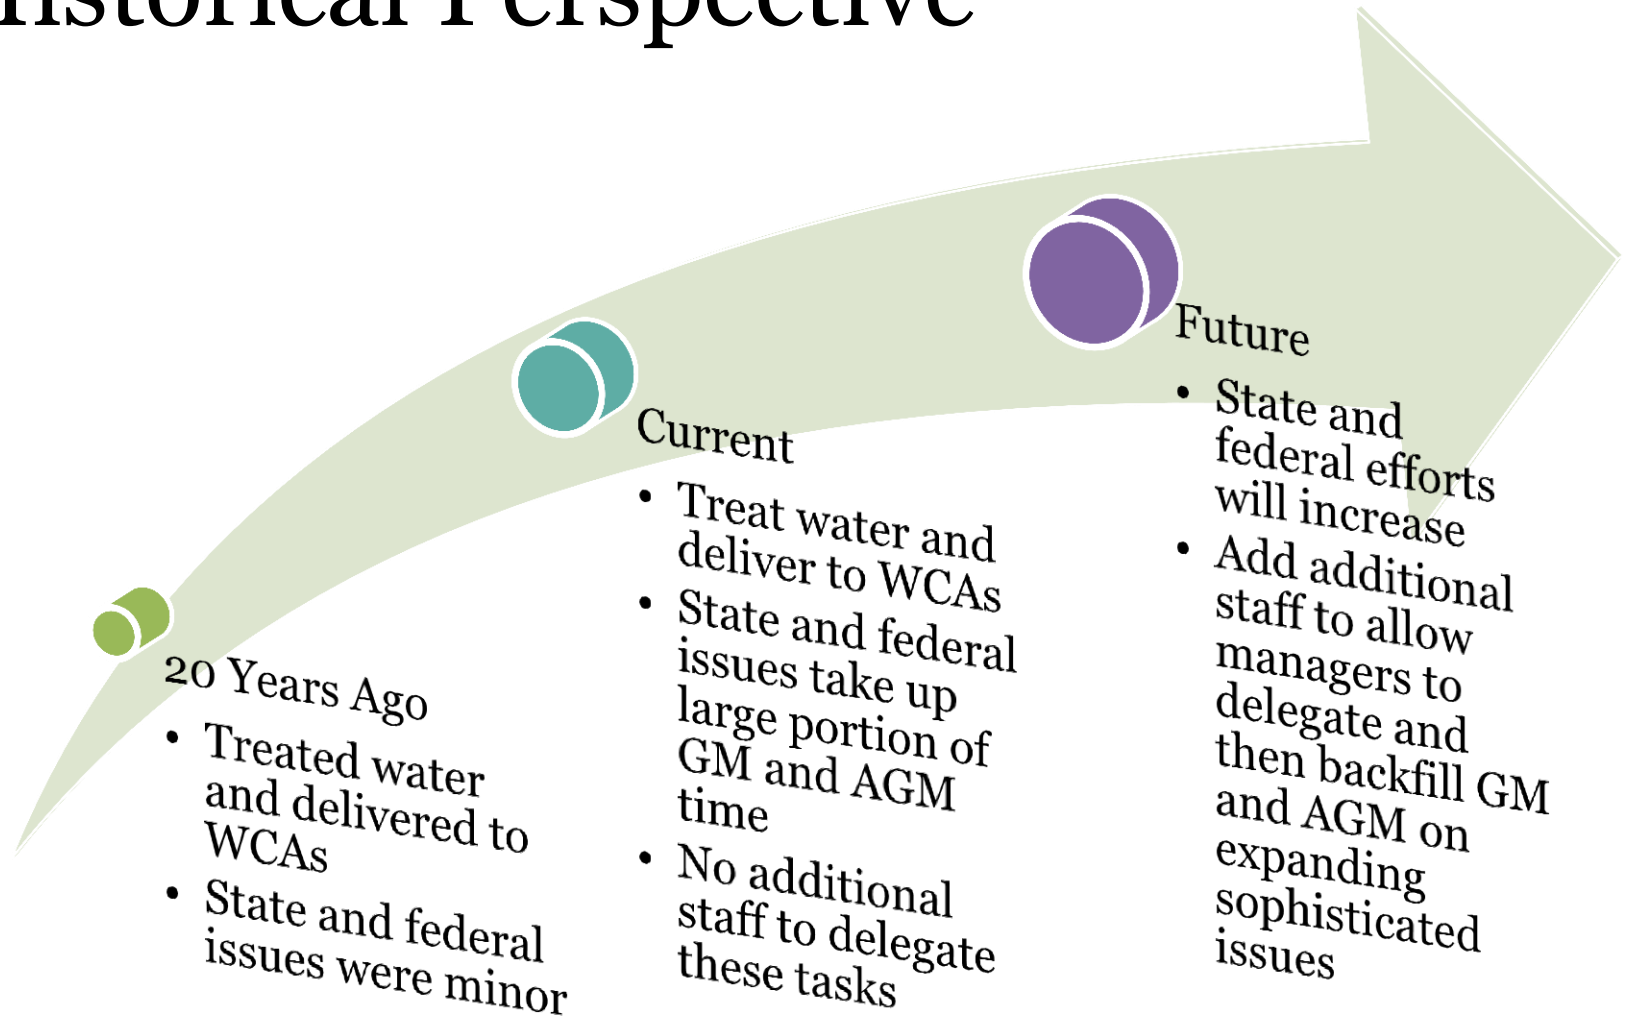 istorical Perspective
20 Years Ago
• Treated water
and delivered to
WCAs
• State and federal
issues were minor
Current
• Treat water and
deliver to WCAs
• State and federal
issues take up
large portion of
GM and AGM
time
• No additional
staff to delegate
these tasks
Future
• State and
federal efforts
will increase
• Add additional
staff to allow
managers to
delegate and
then backfill GM
and AGM on
expanding
sophisticated
issues